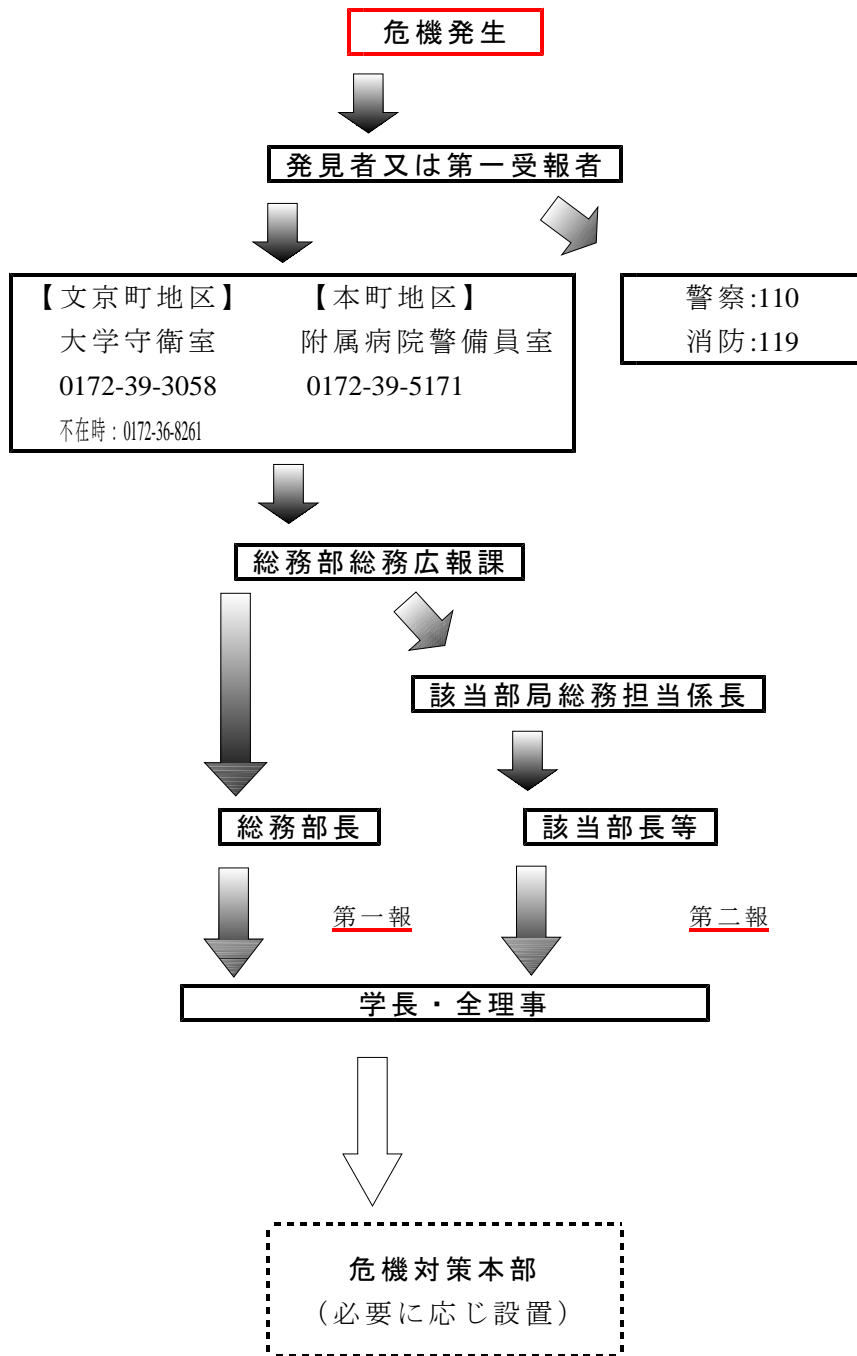 危機発生
発見者又は第一受報者
【文京町地区】 【本町地区】
大学守衛室 附属病院警備員室
0172-39-3058 0172-39-5171
不在時：0172-36-8261
警察:110
消防:119
総務部総務広報課
該当部局総務担当係長
総務部長 該当部長等
第一報 第二報
学長・全理事
危機対策本部
（必要に応じ設置）